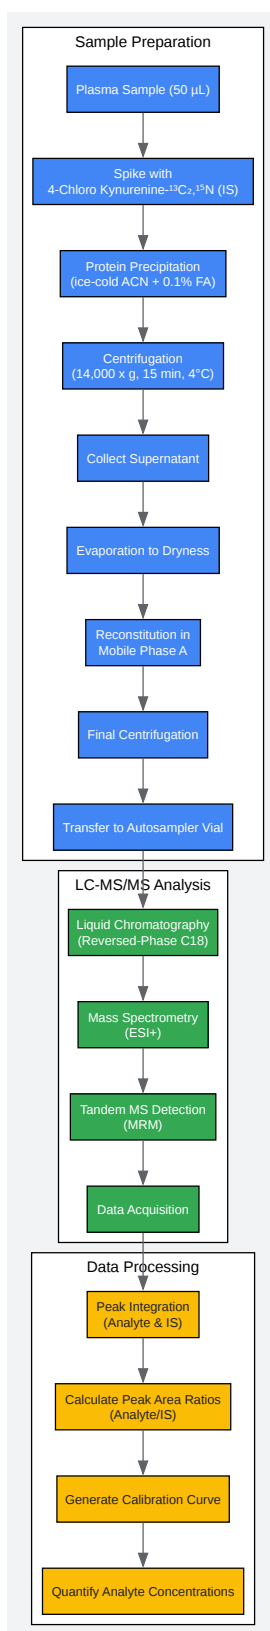 Sample Preparation
Plasma Sample (50 µL)
Spike with
4-Chloro Kynurenine-¹³C₂,¹⁵N (IS)
Protein Precipitation
(ice-cold ACN + 0.1% FA)
Centrifugation
(14,000 x g, 15 min, 4°C)
Collect Supernatant
Evaporation to Dryness
Reconstitution in
Mobile Phase A
Final Centrifugation
Transfer to Autosampler Vial
LC-MS/MS Analysis
Liquid Chromatography
(Reversed-Phase C18)
Mass Spectrometry
(ESI+)
Tandem MS Detection
(MRM)
Data Acquisition
Data Processing
Peak Integration
(Analyte & IS)
Calculate Peak Area Ratios
(Analyte/IS)
Generate Calibration Curve
Quantify Analyte Concentrations